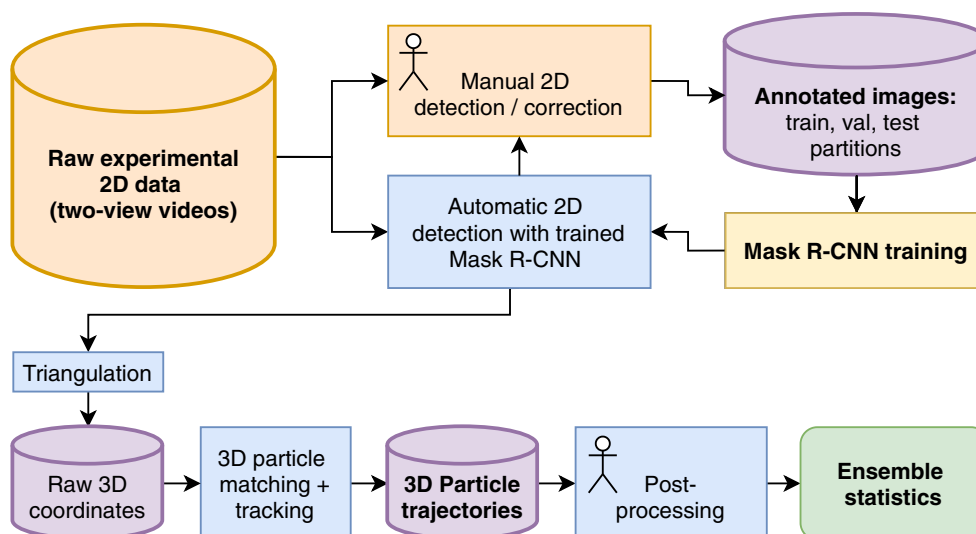 Raw experimental
2D data
(two-view videos)
Manual 2D
detection / correction
Annotated images:
train, val, test
partitions
Automatic 2D
detection with trained
Mask R-CNN
Mask R-CNN training
Triangulation
Raw 3D
coordinates
3D particle
matching +
tracking
3D Particle
trajectories
Post-
processing
Ensemble
statistics